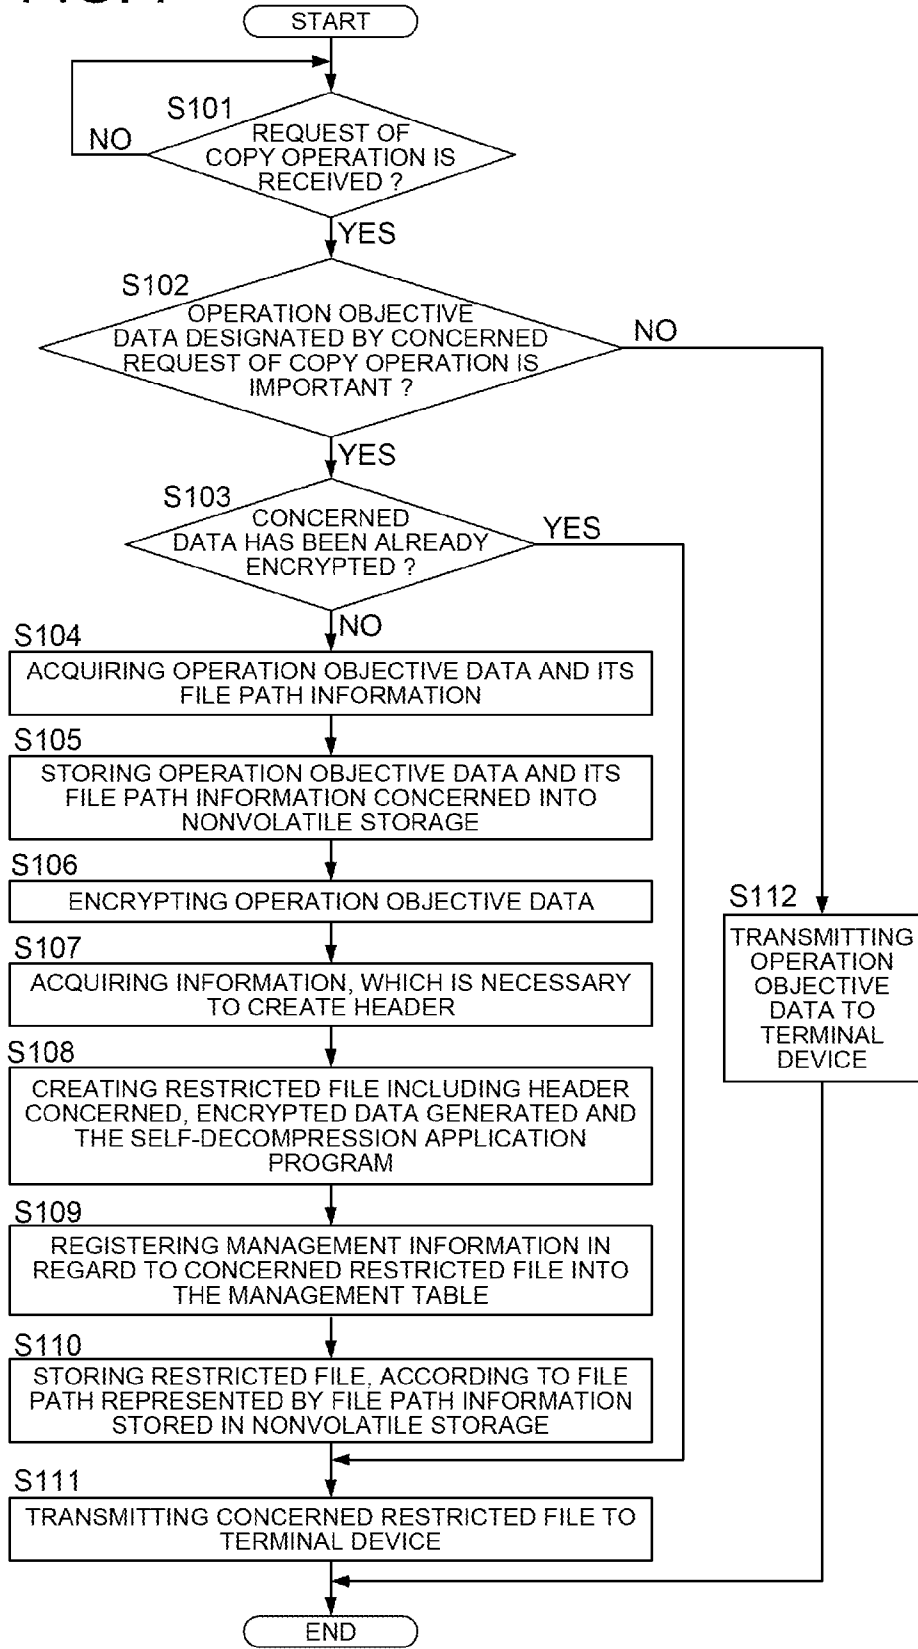 START
S101
NO
REQUEST OF
COPY OPERATION IS
RECEIVED ?
YES
S102
OPERATION OBJECTIVE
DATA DESIGNATED BY CONCERNED
REQUEST OF COPY OPERATION IS
IMPORTANT ?
NO
YES
S103
CONCERNED
DATA HAS BEEN ALREADY
ENCRYPTED ?
YES
NO
S104
ACQUIRING OPERATION OBJECTIVE DATA AND ITS
FILE PATH INFORMATION
S105
STORING OPERATION OBJECTIVE DATA AND ITS
FILE PATH INFORMATION CONCERNED INTO
NONVOLATILE STORAGE
S106
ENCRYPTING OPERATION OBJECTIVE DATA
S107
ACQUIRING INFORMATION, WHICH IS NECESSARY
TO CREATE HEADER
S108
CREATING RESTRICTED FILE INCLUDING HEADER
CONCERNED, ENCRYPTED DATA GENERATED AND
THE SELF-DECOMPRESSION APPLICATION
PROGRAM
S109
REGISTERING MANAGEMENT INFORMATION IN
REGARD TO CONCERNED RESTRICTED FILE INTO
THE MANAGEMENT TABLE
S110
STORING RESTRICTED FILE, ACCORDING TO FILE
PATH REPRESENTED BY FILE PATH INFORMATION
STORED IN NONVOLATILE STORAGE
S111
TRANSMITTING CONCERNED RESTRICTED FILE TO
TERMINAL DEVICE
S112
TRANSMITTING
OPERATION
OBJECTIVE
DATA TO
TERMINAL
DEVICE
END